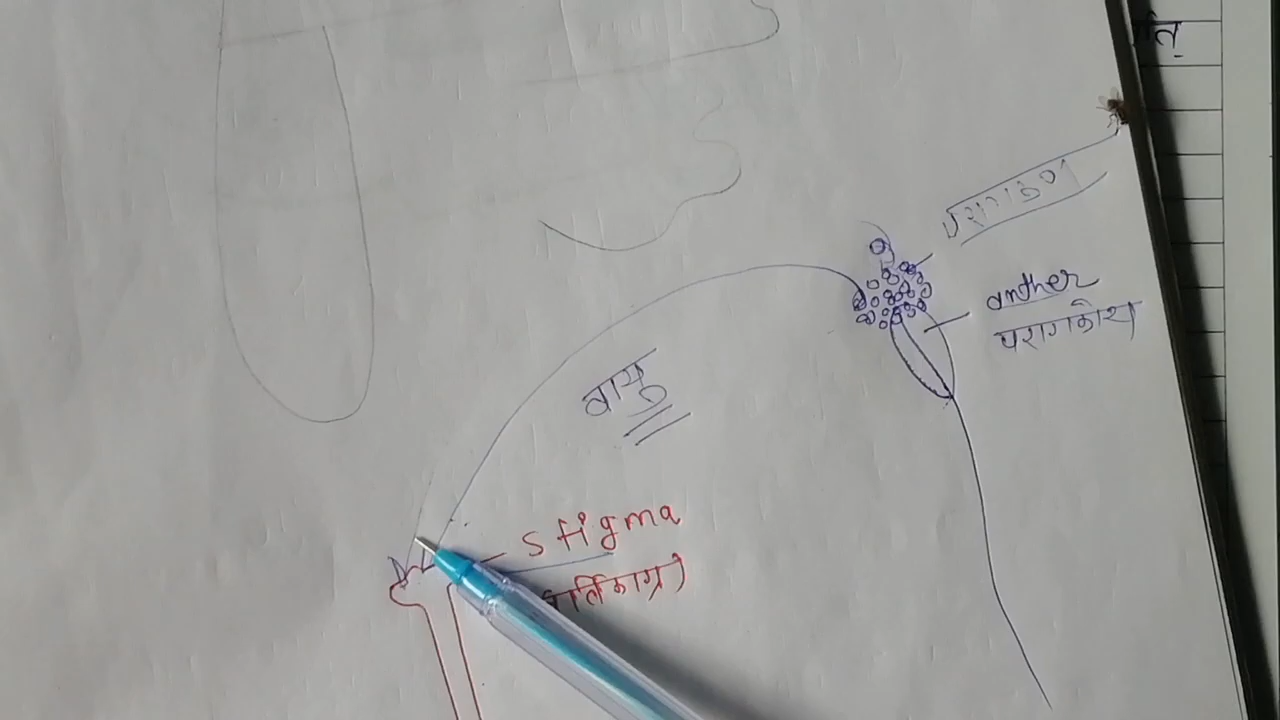 परागकण
anther
परागकोश
वायु
stigma
वर्तिकाग्र)